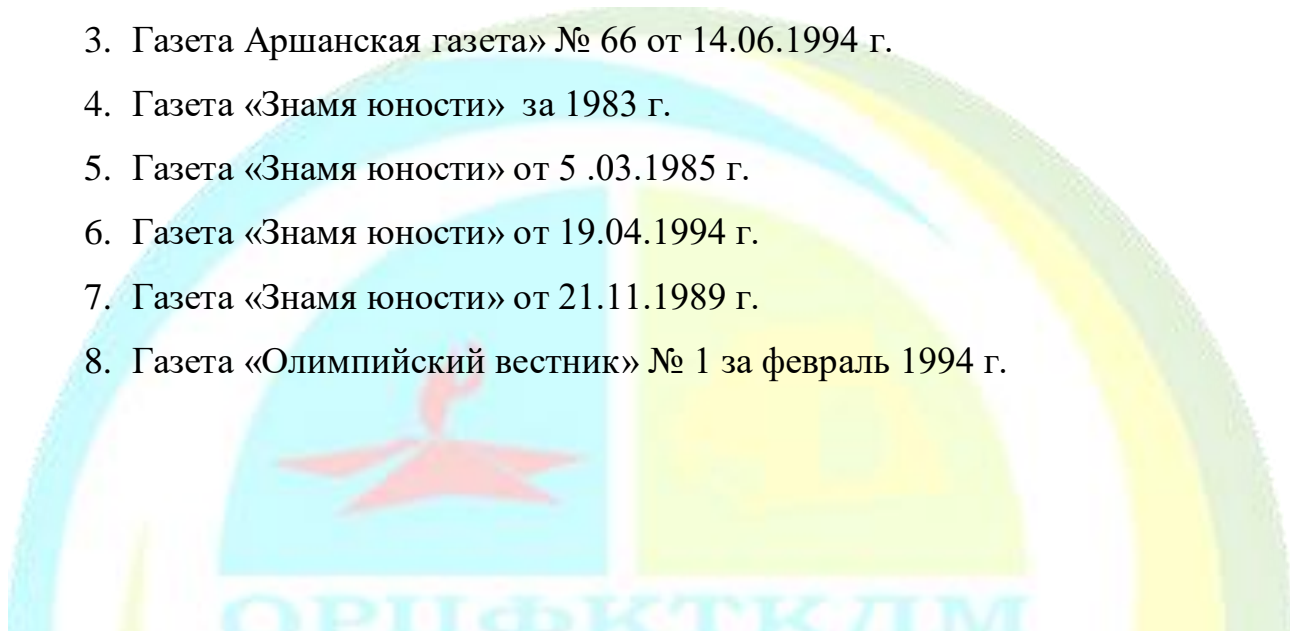 3. Газета Аршанская газета» № 66 от 14.06.1994 г.
4. Газета «Знамя юности»  за 1983 г.
5. Газета «Знамя юности» от 5 .03.1985 г.
6. Газета «Знамя юности» от 19.04.1994 г.
7. Газета «Знамя юности» от 21.11.1989 г.
8. Газета «Олимпийский вестник» № 1 за февраль 1994 г.
ОРЦФКТКДМ